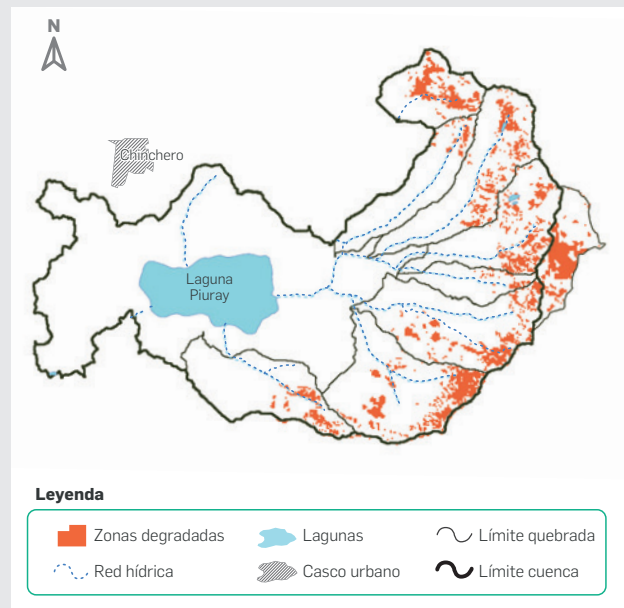 N
Chinchero
Laguna
Piuray
Leyenda
Zonas degradadas
Lagunas
Límite quebrada
Red hídrica
Casco urbano
Límite cuenca